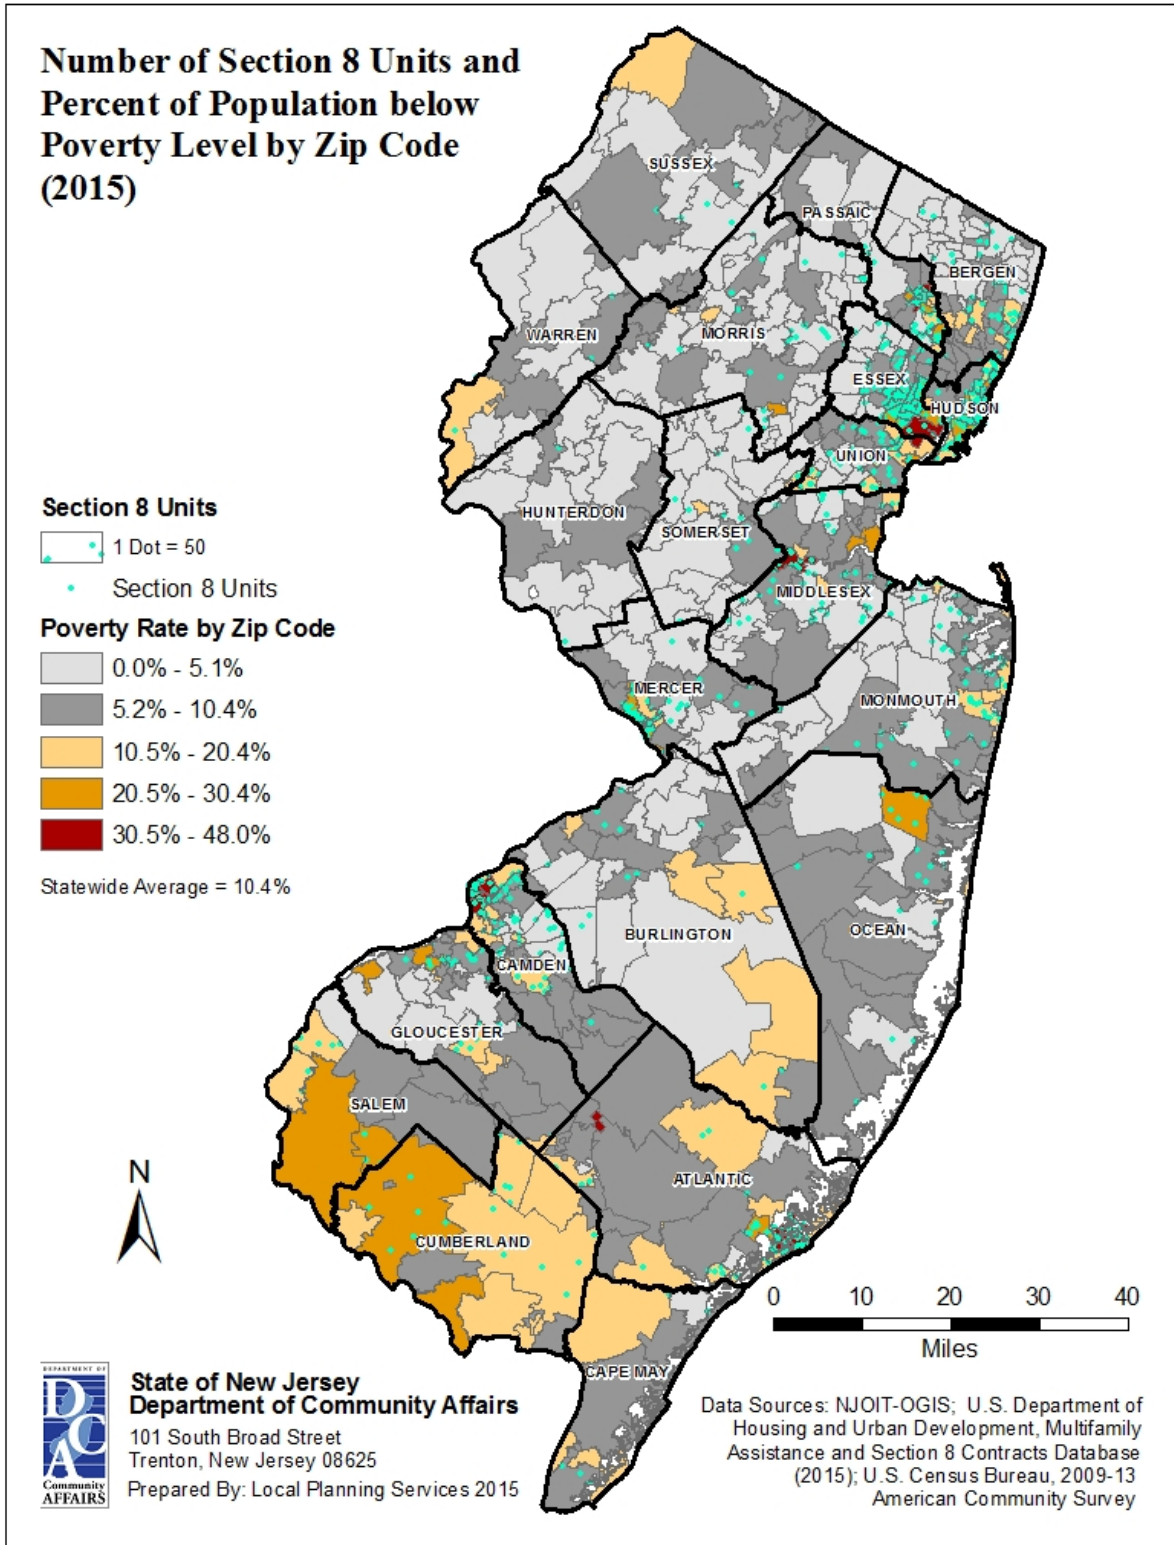 Number of Section 8 Units and
Percent of Population below
Poverty Level by Zip Code
(2015)
SUSSEX
PASSAIC
BERGEN
WARREN
MORRIS
ESSEX
HUDSON
UNION
HUNTERDON
SOMERSET
MIDDLESEX
MERCER
MONMOUTH
BURLINGTON
OCEAN
CAMDEN
GLOUCESTER
SALEM
ATLANTIC
CUMBERLAND
CAPE MAY
Section 8 Units
1 Dot = 50
Section 8 Units
Poverty Rate by Zip Code
0.0% - 5.1%
5.2% - 10.4%
10.5% - 20.4%
20.5% - 30.4%
30.5% - 48.0%
Statewide Average = 10.4%
N
0 10 20 30 40
Miles
DEPARTMENT OF
DCA
Community
AFFAIRS
State of New Jersey
Department of Community Affairs
101 South Broad Street
Trenton, New Jersey 08625
Prepared By: Local Planning Services 2015
Data Sources: NJOIT-OGIS; U.S. Department of
Housing and Urban Development, Multifamily
Assistance and Section 8 Contracts Database
(2015); U.S. Census Bureau, 2009-13
American Community Survey